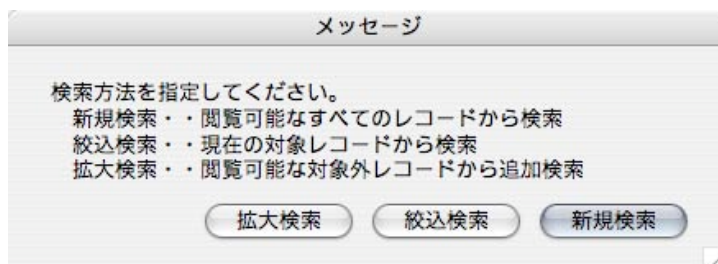 メッセージ
検索方法を指定してください。
新規検索・・閲覧可能なすべてのレコードから検索
絞込検索・・現在の対象レコードから検索
拡大検索・・閲覧可能な対象外レコードから追加検索
拡大検索 絞込検索 新規検索